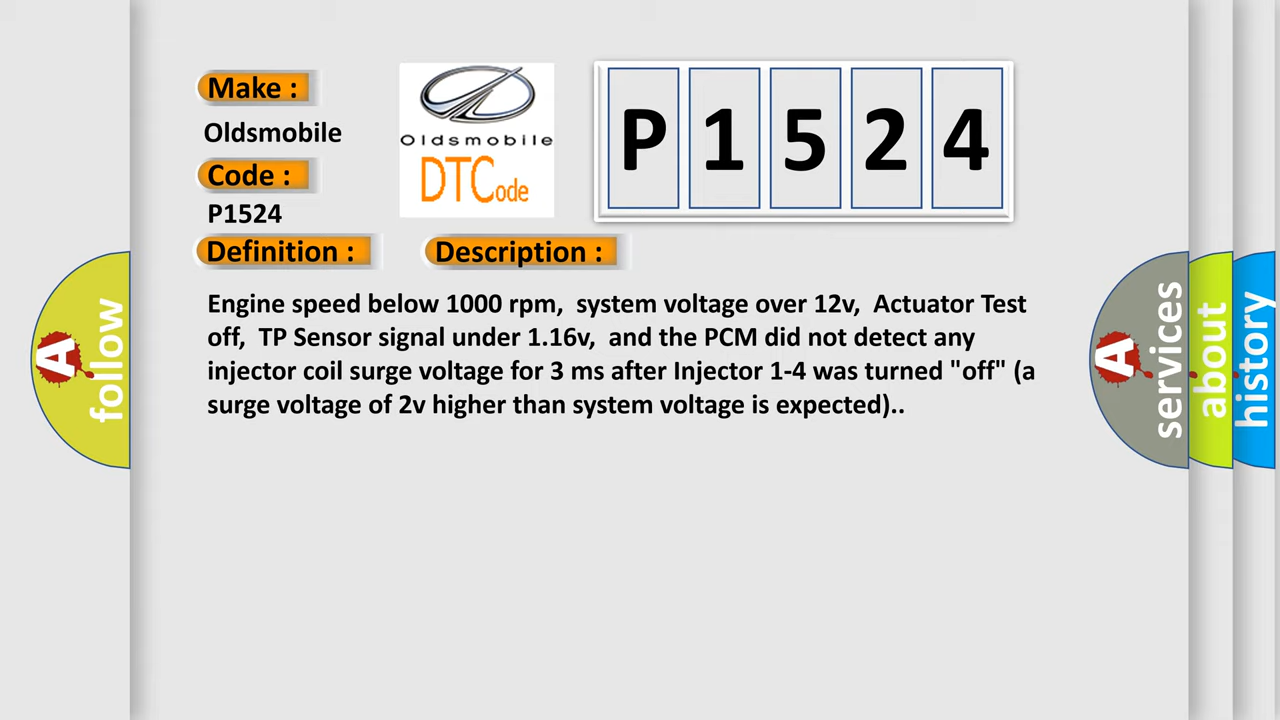 Make :
Oldsmobile
Code :
P1524
Definition :
Description :
Oldsmobile
DTCode
P 1 5 2 4
Engine speed below 1000 rpm, system voltage over 12v, Actuator Test
off, TP Sensor signal under 1.16v, and the PCM did not detect any
injector coil surge voltage for 3 ms after Injector 1-4 was turned "off" (a
surge voltage of 2v higher than system voltage is expected)..
A follow
A services
about
history